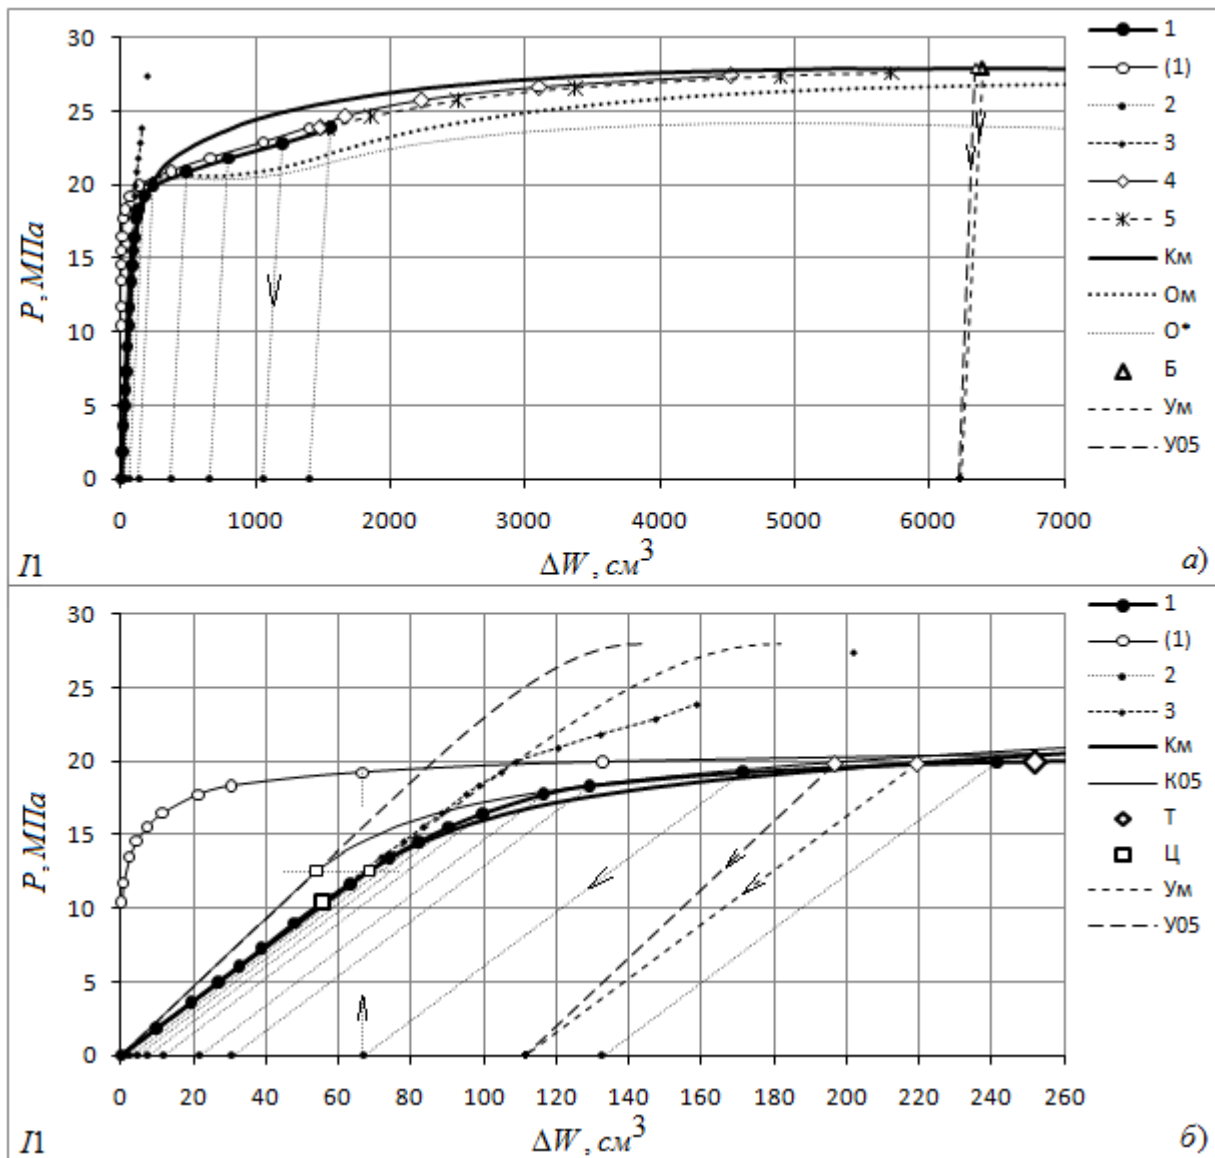 30
25
20
15
10
5
0
P, МПа
0 1000 2000 3000 4000 5000 6000 7000
ΔW, см³
I1
а)
1
(1)
2
3
4
5
Км
Ом
О*
Б
Ум
У05
30
25
20
15
10
5
0
P, МПа
0 20 40 60 80 100 120 140 160 180 200 220 240 260
ΔW, см³
I1
б)
1
(1)
2
3
Км
К05
Т
Ц
Ум
У05